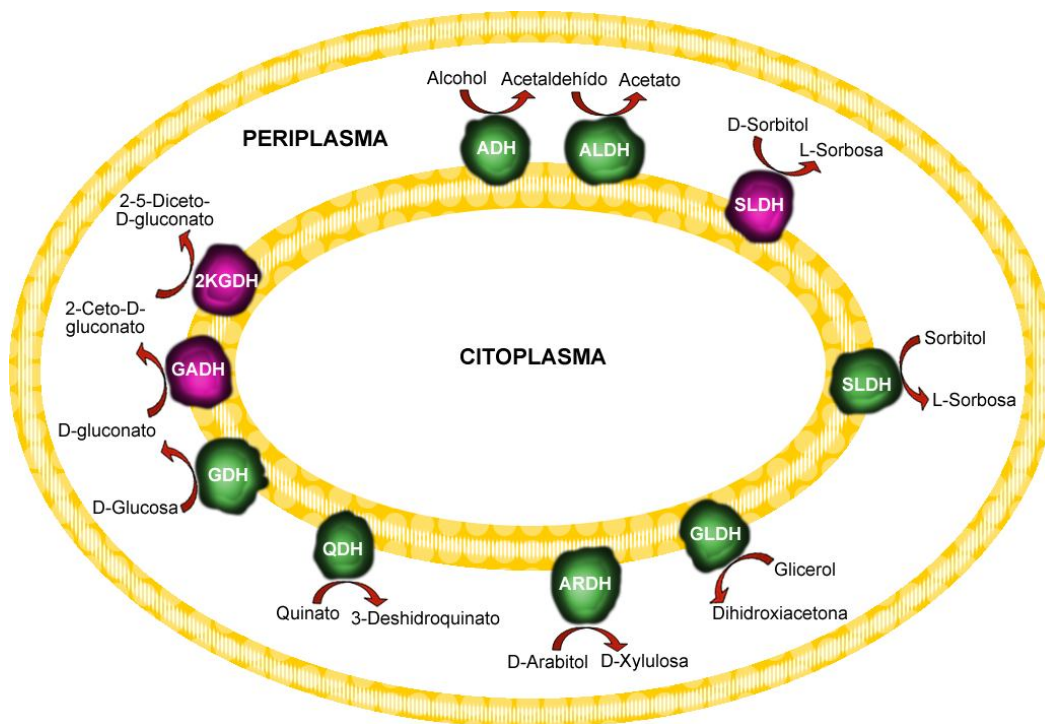 Alcohol
Acetaldehído
Acetato
ADH
ALDH
PERIPLASMA
D-Sorbitol
L-Sorbosa
SLDH
2-5-Diceto-
D-gluconato
2KGDH
2-Ceto-D-
gluconato
GADH
CITOPLASMA
Sorbitol
SLDH
L-Sorbosa
D-gluconato
GDH
D-Glucosa
QDH
Quinato
3-Deshidroquinato
GLDH
Glicerol
Dihidroxiacetona
ARDH
D-Arabitol
D-Xylulosa